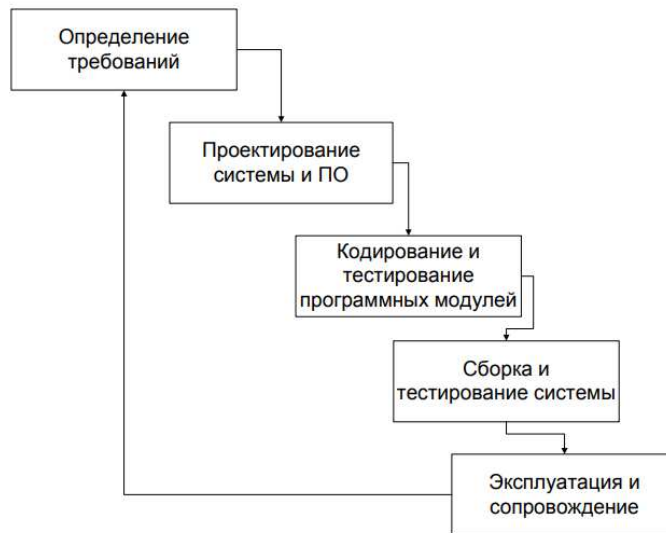 Определение
требований
Проектирование
системы и ПО
Кодирование и
тестирование
программных модулей
Сборка и
тестирование системы
Эксплуатация и
сопровождение